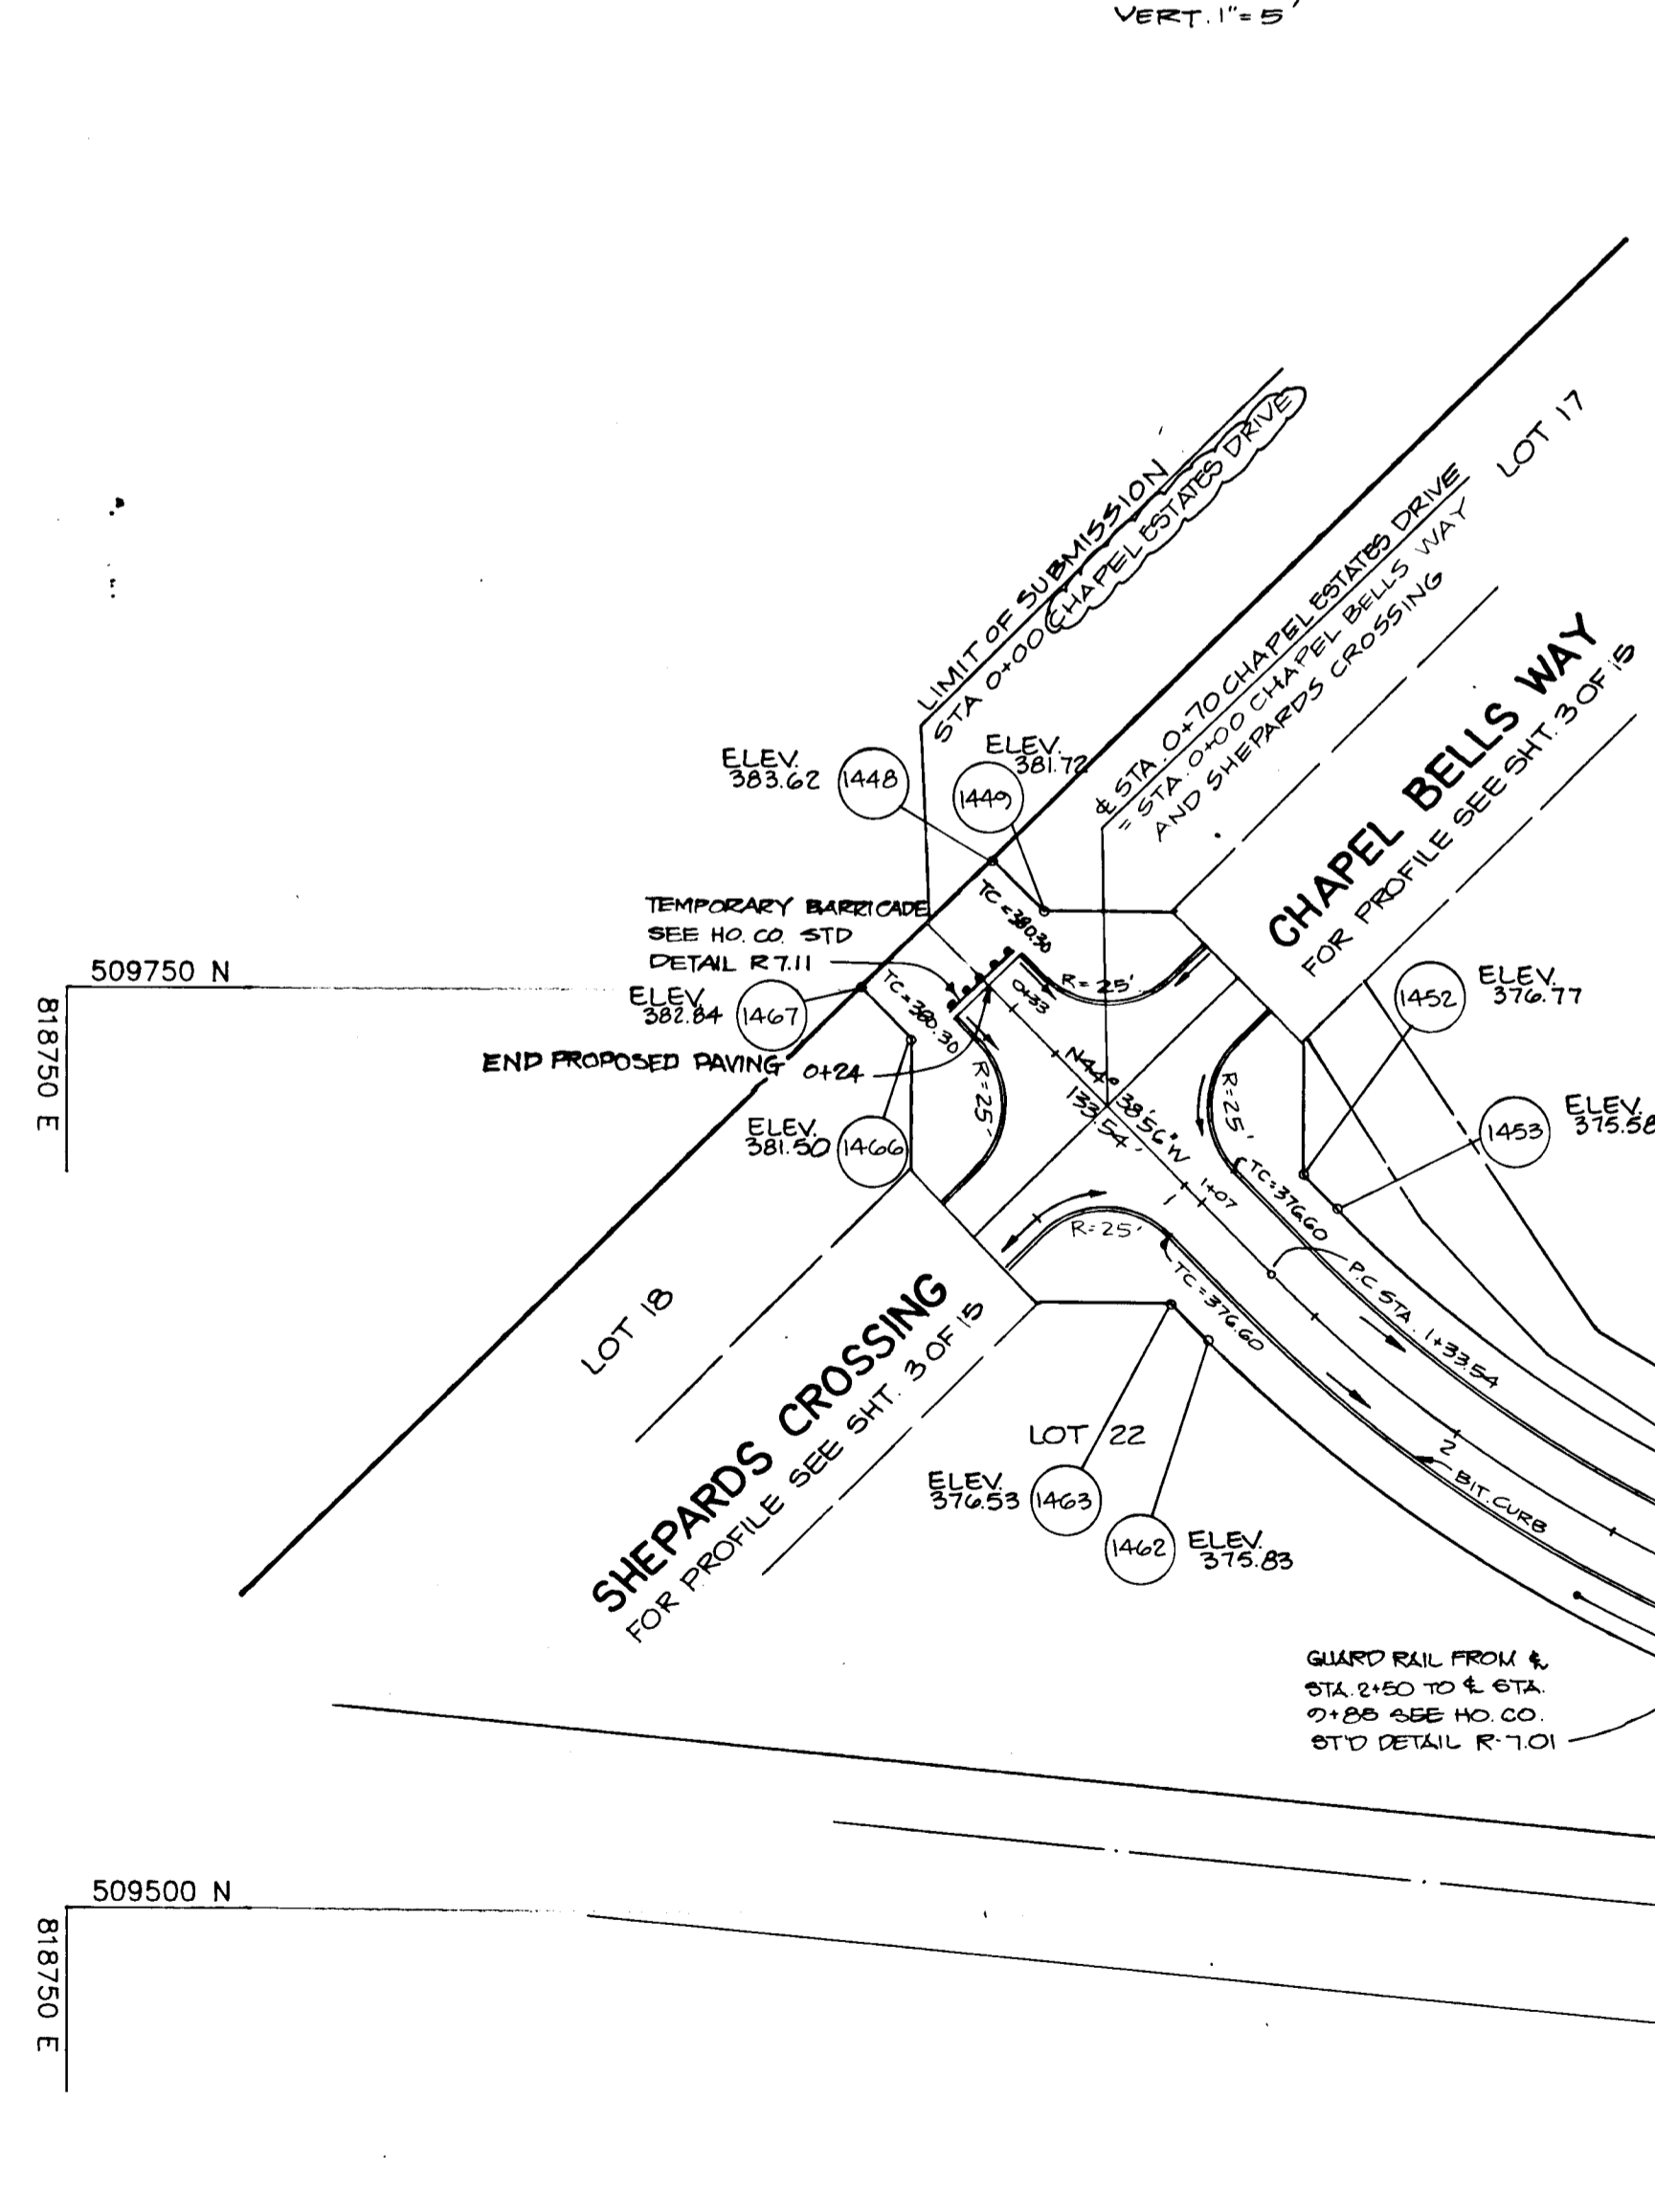 VERT. 1"= 5'
LIMIT OF SUBMISSION
STA 0+00 CHAPEL ESTATES DRIVE
LOT 17
℄ STA. 0+70 CHAPEL ESTATES DRIVE
= STA. 0+00 CHAPEL BELLS WAY
AND SHEPARDS CROSSING
CHAPEL BELLS WAY
FOR PROFILE SEE SHT. 3 OF 15
ELEV.
383.62
1448
ELEV.
381.72
1449
TC = 380.30
TEMPORARY BARRICADE
SEE HO. CO. STD
DETAIL R 7.11
509750 N
818750 E
ELEV.
382.84
1467
TC = 380.30
END PROPOSED PAVING 0+24
0+33
R = 25'
R = 25'
N44° 38' 56" W
133.54'
R = 25'
1452
ELEV.
376.77
1453
ELEV.
375.58
ELEV.
381.50
1466
1
1+07
TC = 376.60
R = 25'
TC = 376.60
P.C. STA. 1+33.54
LOT 18
SHEPARDS CROSSING
FOR PROFILE SEE SHT. 3 OF 15
LOT 22
2
BIT. CURB
ELEV.
376.53
1463
1462
ELEV.
375.83
GUARD RAIL FROM ℄
STA. 2+50 TO ℄ STA.
SEE HO. CO.
ST'D DETAIL R-7.01
509500 N
818750 E